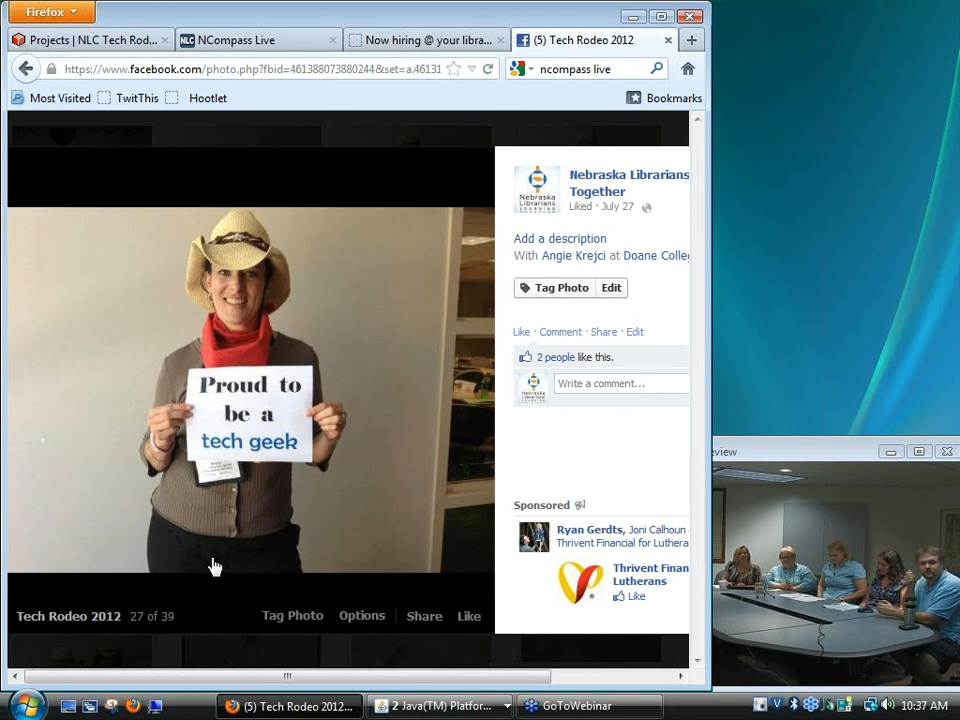 Firefox
Projects | NLC Tech Rod...
NLC NCompass Live
Now hiring @ your libra...
(5) Tech Rodeo 2012
https://www.facebook.com/photo.php?fbid=461388073880244&set=a.46131
ncompass live
Most Visited
TwitThis
Hootlet
Bookmarks
Nebraska Librarians
Together
Liked · July 27
Nebraska
Librarians
Add a description
With Angie Krejci at Doane Colleg
Tag Photo
Edit
Like · Comment · Share · Edit
2 people like this.
Write a comment...
Proud to
be a
tech geek
Sponsored
Ryan Gerdts, Joni Calhoun
Thrivent Financial for Luthera
Thrivent Finan
Lutherans
Like
Tech Rodeo 2012 27 of 39
Tag Photo
Options
Share
Like
eview
(5) Tech Rodeo 2012...
2 Java(TM) Platfor...
GoToWebinar
10:37 AM